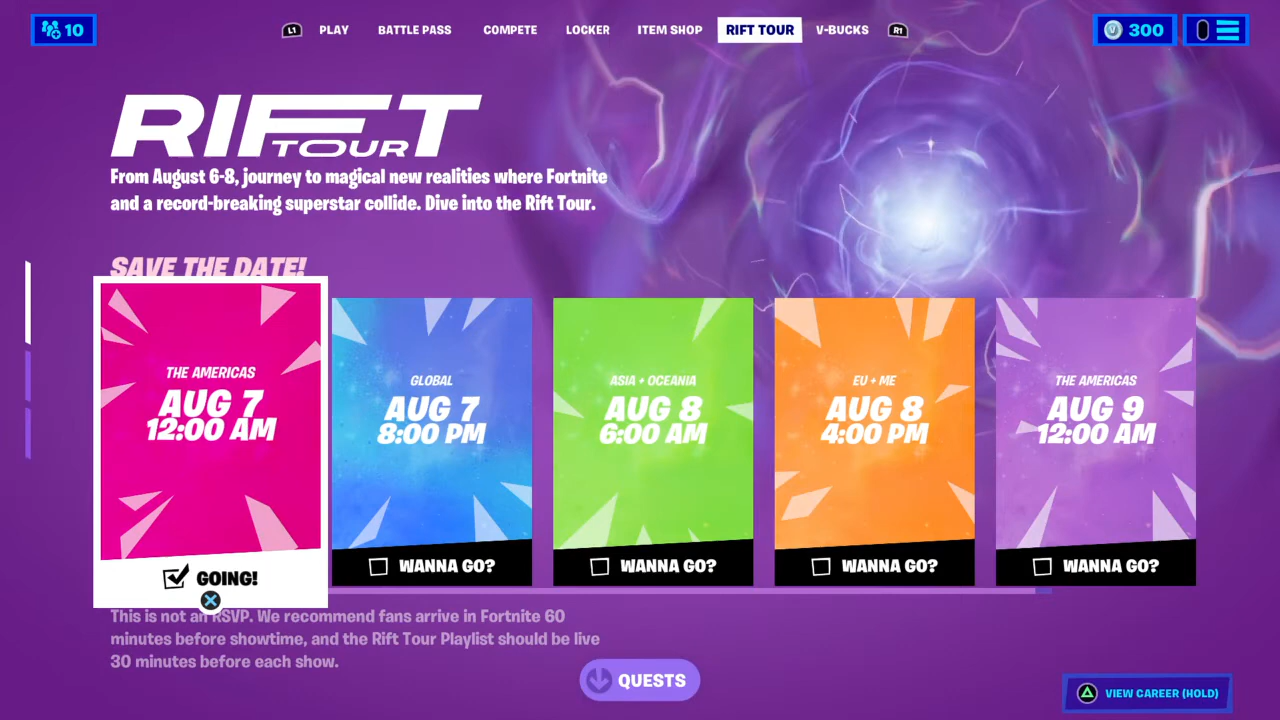 10
L1
PLAY
BATTLE PASS
COMPETE
LOCKER
ITEM SHOP
RIFT TOUR
V-BUCKS
R1
300
RIFT
TOUR
From August 6-8, journey to magical new realities where Fortnite
and a record-breaking superstar collide. Dive into the Rift Tour.
SAVE THE DATE!
THE AMERICAS
AUG 7
12:00 AM
GOING!
GLOBAL
AUG 7
8:00 PM
WANNA GO?
ASIA + OCEANIA
AUG 8
6:00 AM
WANNA GO?
EU + ME
AUG 8
4:00 PM
WANNA GO?
THE AMERICAS
AUG 9
12:00 AM
WANNA GO?
This is not an RSVP. We recommend fans arrive in Fortnite 60
minutes before showtime, and the Rift Tour Playlist should be live
30 minutes before each show.
QUESTS
VIEW CAREER (HOLD)